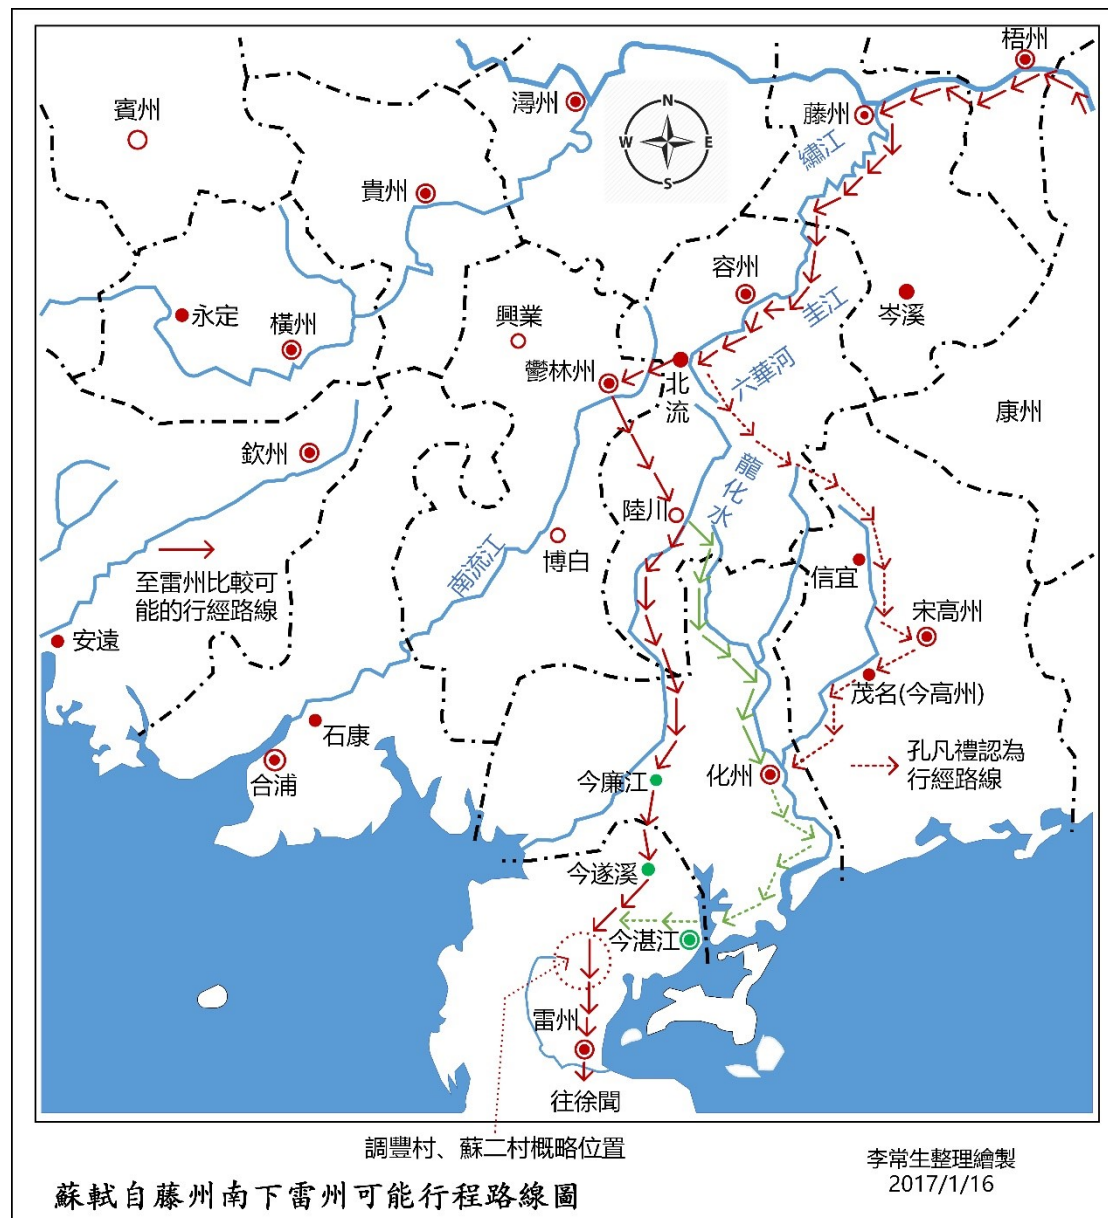 梧州
N
W
E
S
潯州
藤州
賓州
繡江
貴州
容州
永定
橫州
興業
圭江
岑溪
鬱林州
北
流
六華河
康州
欽州
龍化水
陸川
博白
南流江
信宜
至雷州比較可
能的行經路線
安遠
宋高州
茂名(今高州)
石康
合浦
今廉江
化州
孔凡禮認為
行經路線
今遂溪
今湛江
雷州
往徐聞
調豐村、蘇二村概略位置
李常生整理繪製
2017/1/16
蘇軾自藤州南下雷州可能行程路線圖